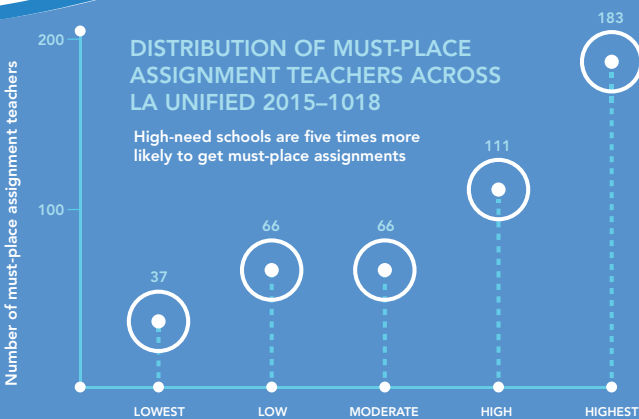 DISTRIBUTION OF MUST-PLACE
ASSIGNMENT TEACHERS ACROSS
LA UNIFIED 2015–1018
High-need schools are five times more
likely to get must-place assignments
Number of must-place assignment teachers
200
100
37
66
66
111
183
LOWEST
LOW
MODERATE
HIGH
HIGHEST